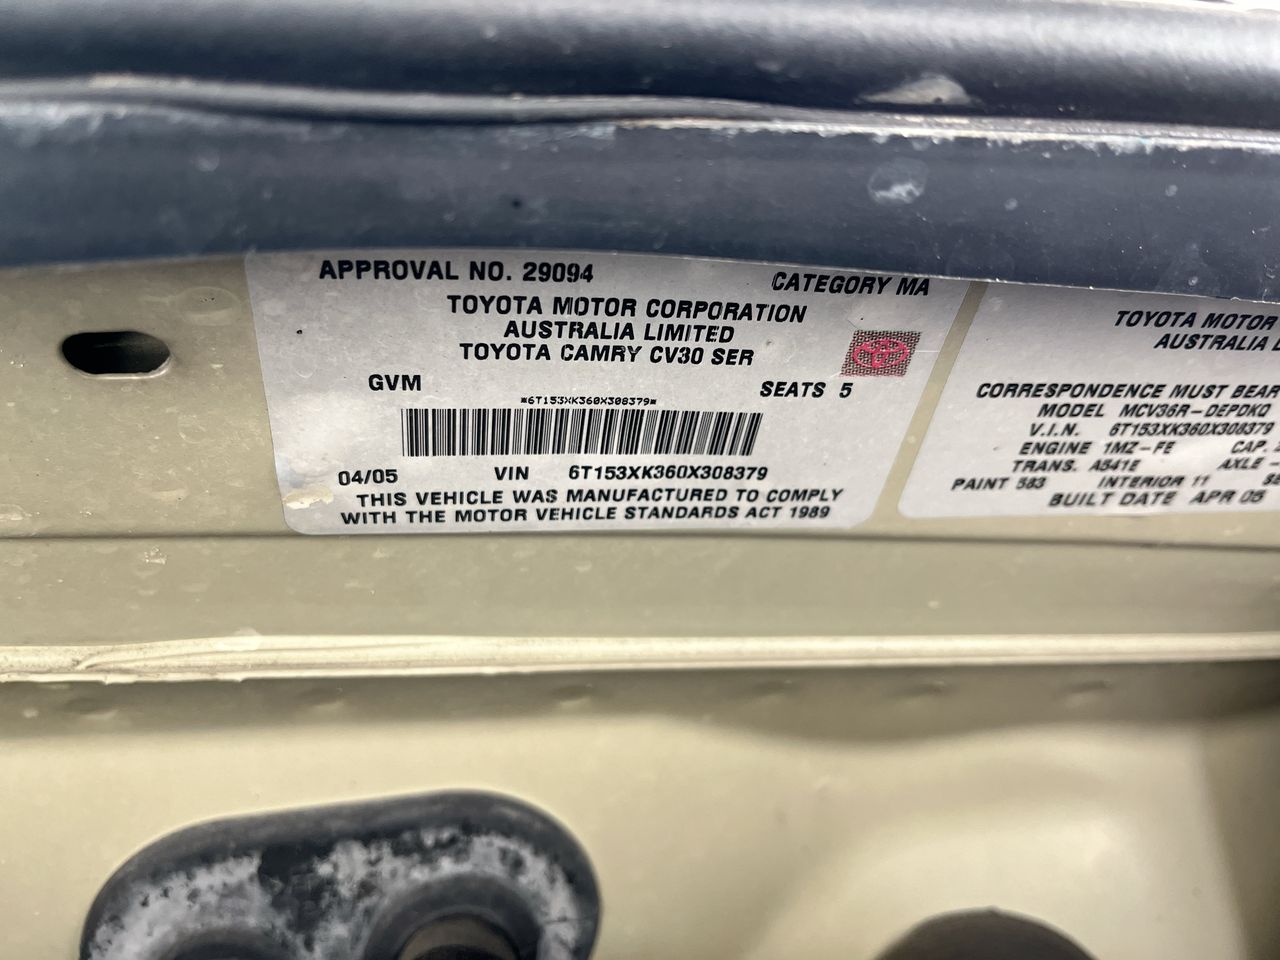 APPROVAL NO. 29094
CATEGORY MA
TOYOTA MOTOR CORPORATION
AUSTRALIA LIMITED
TOYOTA CAMRY CV30 SER
GVM
SEATS 5
*6T153XK360X308379*
04/05 VIN 6T153XK360X308379
THIS VEHICLE WAS MANUFACTURED TO COMPLY
WITH THE MOTOR VEHICLE STANDARDS ACT 1989
TOYOTA MOTOR
AUSTRALIA
CORRESPONDENCE MUST BEAR
MODEL MCV36R-DEPDKQ
V.I.N. 6T153XK360X308379
ENGINE 1MZ-FE CAP.
TRANS. A541E AXLE -
PAINT 583 INTERIOR 11
BUILT DATE APR 05